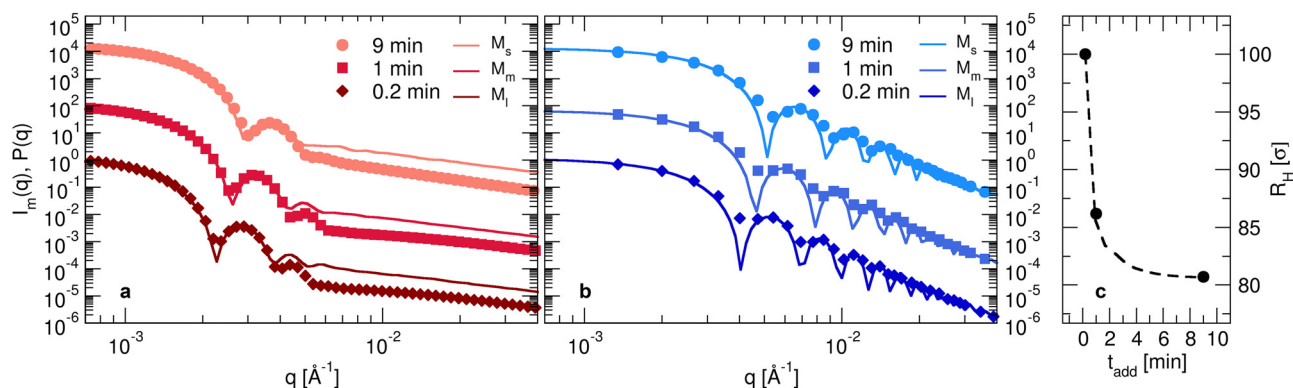 I_m(q), P(q)
10^5
10^4
10^3
10^2
10^1
10^0
10^-1
10^-2
10^-3
10^-4
10^-5
10^-6
9 min
1 min
0.2 min
M_s
M_m
M_l
a
10^-3
10^-2
q [Å^-1]
9 min
1 min
0.2 min
M_s
M_m
M_l
b
10^-3
10^-2
q [Å^-1]
10^5
10^4
10^3
10^2
10^1
10^0
10^-1
10^-2
10^-3
10^-4
10^-5
10^-6
c
0 2 4 6 8 10
t_add [min]
100
95
90
85
80
R_H [σ]